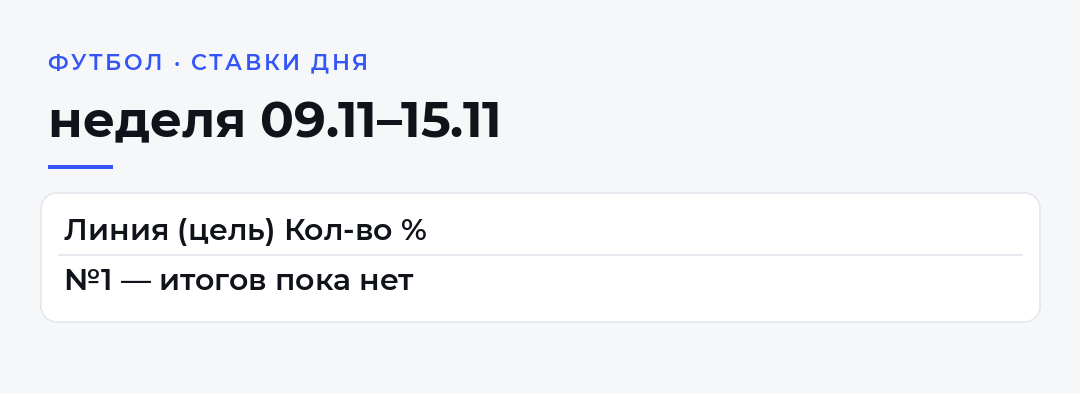 ФУТБОЛ · СТАВКИ ДНЯ
неделя 09.11–15.11
Линия (цель) Кол-во %
№1 — итогов пока нет